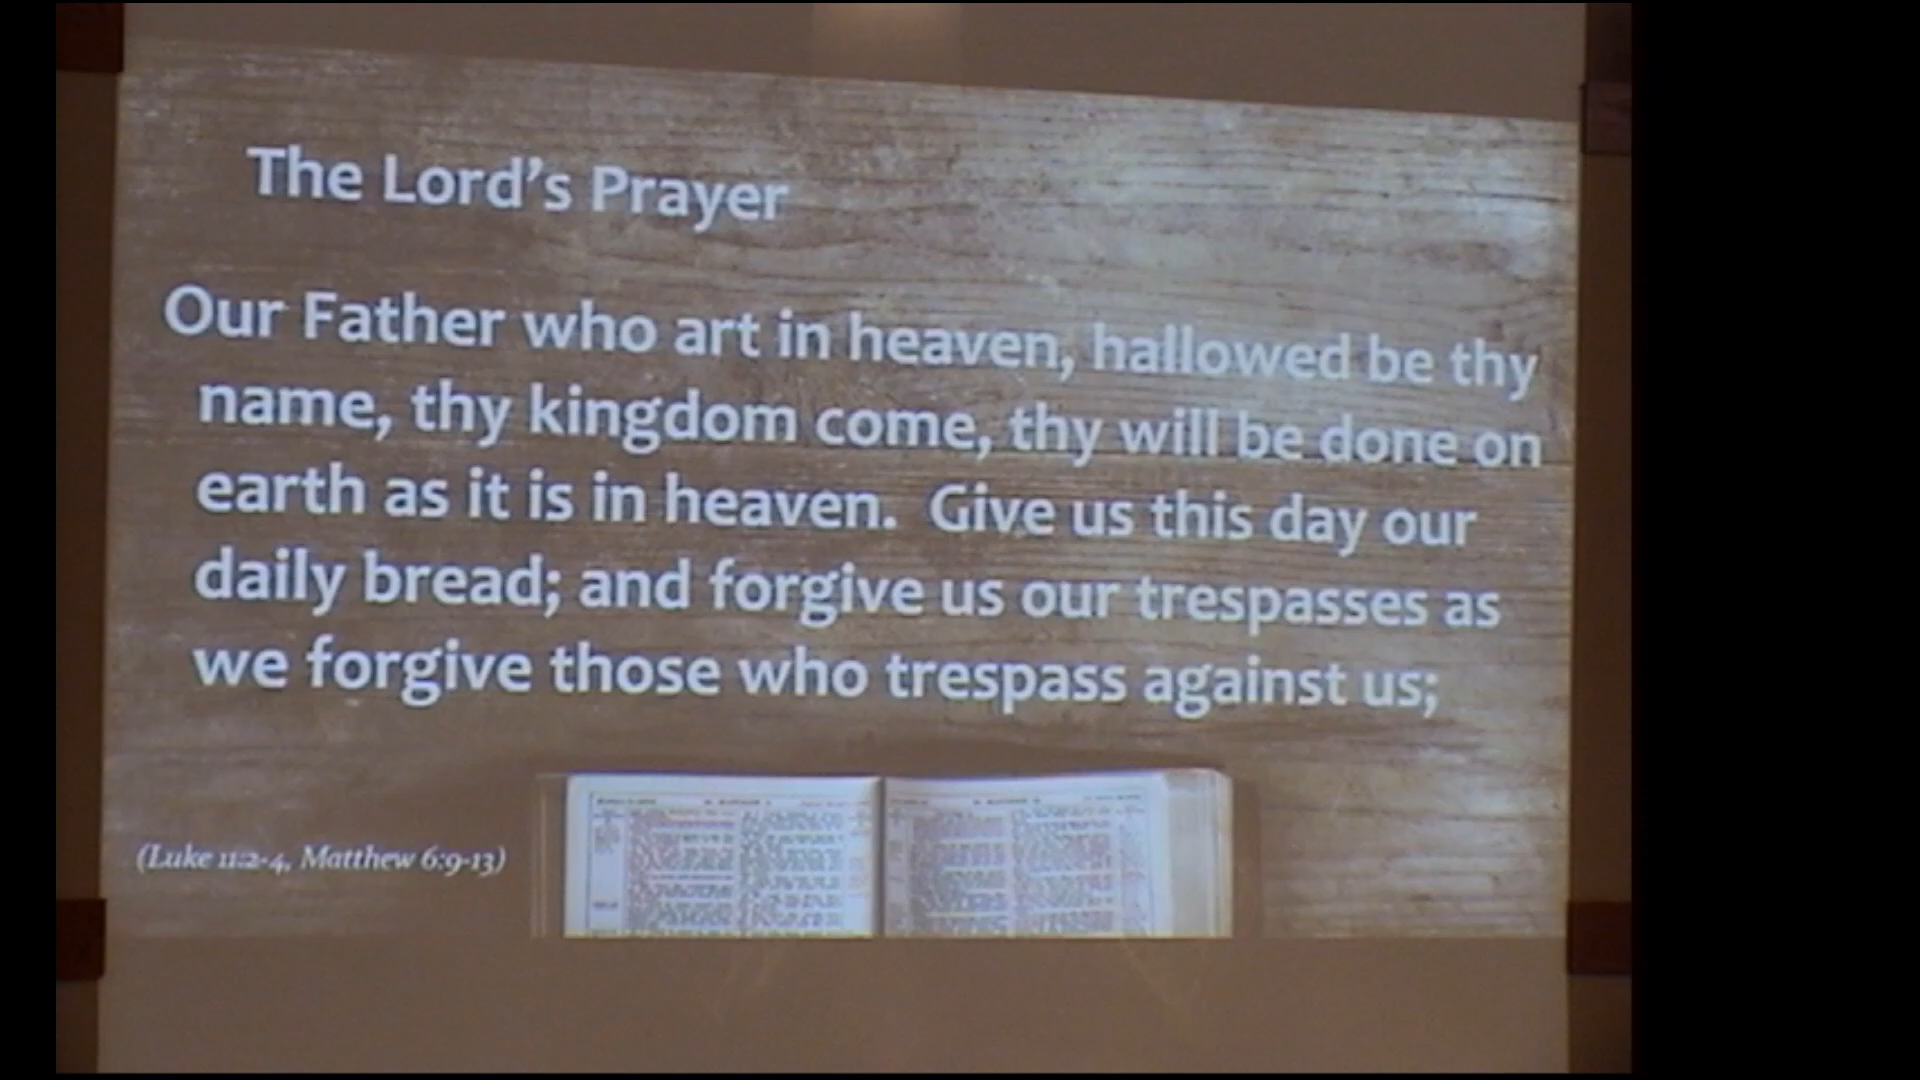 The Lord's Prayer
Our Father who art in heaven, hallowed be thy
name, thy kingdom come, thy will be done on
earth as it is in heaven. Give us this day our
daily bread; and forgive us our trespasses as
we forgive those who trespass against us;
(Luke 11:2-4, Matthew 6:9-13)